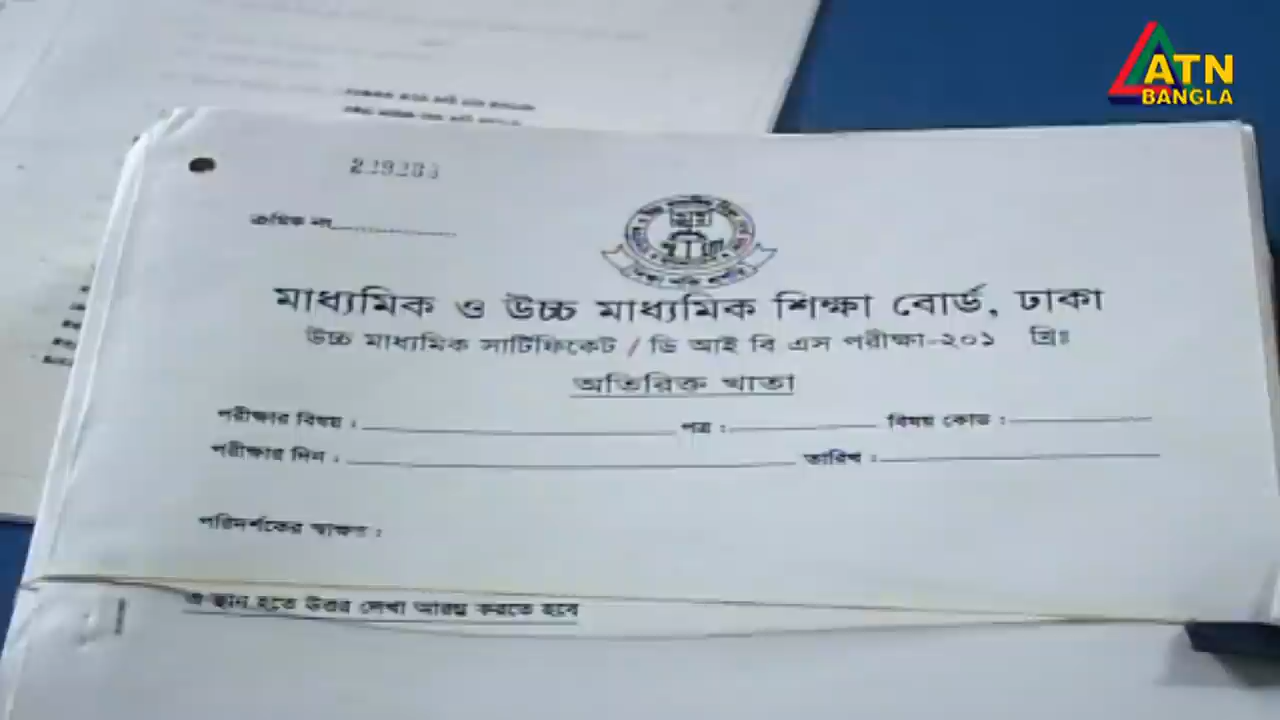 ATN
BANGLA
ক্রমিক নং
মাধ্যমিক ও উচ্চ মাধ্যমিক শিক্ষা বোর্ড, ঢাকা
উচ্চ মাধ্যমিক সার্টিফিকেট / ডি আই বি এস পরীক্ষা-২০১ খ্রিঃ
অতিরিক্ত খাতা
পরীক্ষার বিষয় : পত্র : বিষয় কোড :
পরীক্ষার দিন : তারিখ :
পরিদর্শকের স্বাক্ষর :
এ স্থান হতে উত্তর লেখা আরম্ভ করতে হবে